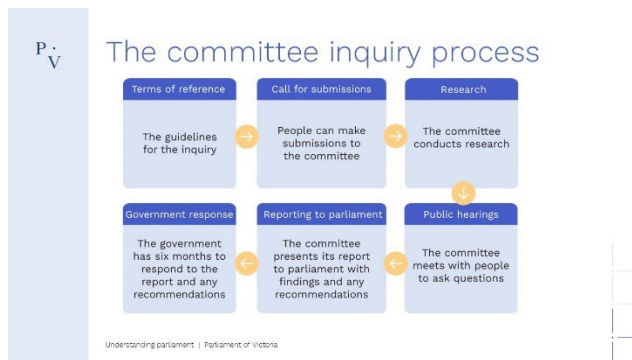 P.
V
The committee inquiry process
Terms of reference
The guidelines
for the inquiry
Call for submissions
People can make
submissions to
the committee
Research
The committee
conducts research
Public hearings
The committee
meets with people
to ask questions
Reporting to parliament
The committee
presents its report
to parliament with
findings and any
recommendations
Government response
The government
has six months to
respond to the
report and any
recommendations
Understanding parliament | Parliament of Victoria